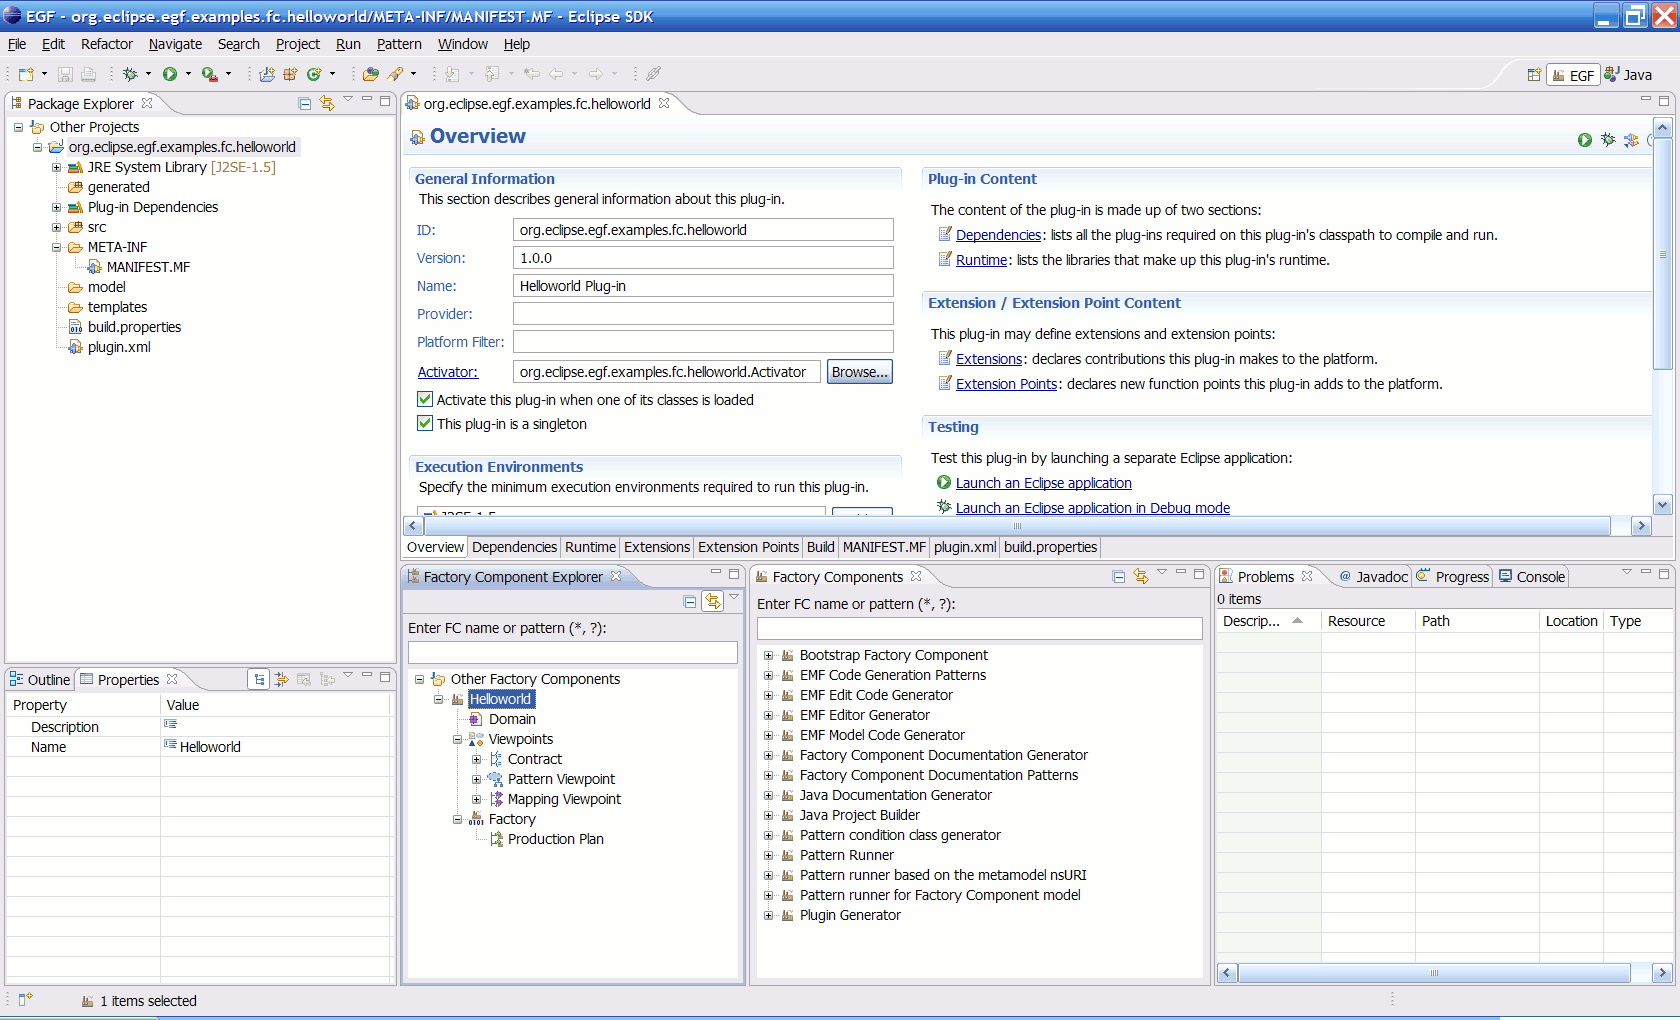 EGF - org.eclipse.egf.examples.fc.helloworld/META-INF/MANIFEST.MF - Eclipse SDK
File Edit Refactor Navigate Search Project Run Pattern Window Help
EGF Java
Package Explorer
Other Projects
org.eclipse.egf.examples.fc.helloworld
JRE System Library [J2SE-1.5]
generated
Plug-in Dependencies
src
META-INF
MANIFEST.MF
model
templates
build.properties
plugin.xml
org.eclipse.egf.examples.fc.helloworld
Overview
General Information
This section describes general information about this plug-in.
ID: org.eclipse.egf.examples.fc.helloworld
Version: 1.0.0
Name: Helloworld Plug-in
Provider:
Platform Filter:
Activator: org.eclipse.egf.examples.fc.helloworld.Activator Browse...
Activate this plug-in when one of its classes is loaded
This plug-in is a singleton
Execution Environments
Specify the minimum execution environments required to run this plug-in.
J2SE-1.5
Plug-in Content
The content of the plug-in is made up of two sections:
Dependencies: lists all the plug-ins required on this plug-in's classpath to compile and run.
Runtime: lists the libraries that make up this plug-in's runtime.
Extension / Extension Point Content
This plug-in may define extensions and extension points:
Extensions: declares contributions this plug-in makes to the platform.
Extension Points: declares new function points this plug-in adds to the platform.
Testing
Test this plug-in by launching a separate Eclipse application:
Launch an Eclipse application
Launch an Eclipse application in Debug mode
Overview Dependencies Runtime Extensions Extension Points Build MANIFEST.MF plugin.xml build.properties
Outline Properties
Property Value
Description
Name Helloworld
Factory Component Explorer
Enter FC name or pattern (*, ?):
Other Factory Components
Helloworld
Domain
Viewpoints
Contract
Pattern Viewpoint
Mapping Viewpoint
Factory
Production Plan
Factory Components
Enter FC name or pattern (*, ?):
Bootstrap Factory Component
EMF Code Generation Patterns
EMF Edit Code Generator
EMF Editor Generator
EMF Model Code Generator
Factory Component Documentation Generator
Factory Component Documentation Patterns
Java Documentation Generator
Java Project Builder
Pattern condition class generator
Pattern Runner
Pattern runner based on the metamodel nsURI
Pattern runner for Factory Component model
Plugin Generator
Problems @ Javadoc Progress Console
0 items
Descrip... Resource Path Location Type
1 items selected